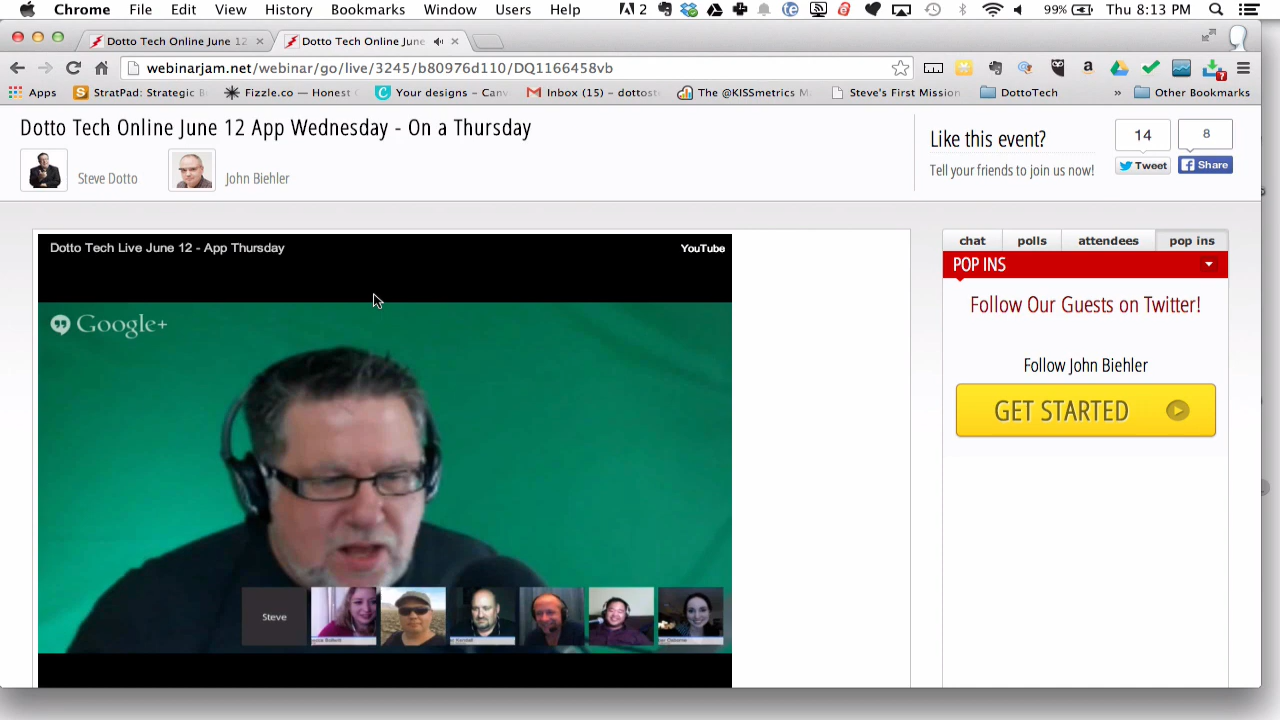 Chrome File Edit View History Bookmarks Window Users Help 2 99% Thu 8:13 PM
Dotto Tech Online June 12 Dotto Tech Online June
webinarjam.net/webinar/go/live/3245/b80976d110/DQ1166458vb
Apps StratPad: Strategic B Fizzle.co — Honest Your designs - Canv Inbox (15) - dottost The @KISSmetrics M Steve's First Mission DottoTech » Other Bookmarks
7
Dotto Tech Online June 12 App Wednesday - On a Thursday
Steve Dotto John Biehler
Like this event?
Tell your friends to join us now!
14 8
Tweet Share
Dotto Tech Live June 12 - App Thursday YouTube
Google+
Steve
chat polls attendees pop ins
POP INS
Follow Our Guests on Twitter!
Follow John Biehler
GET STARTED